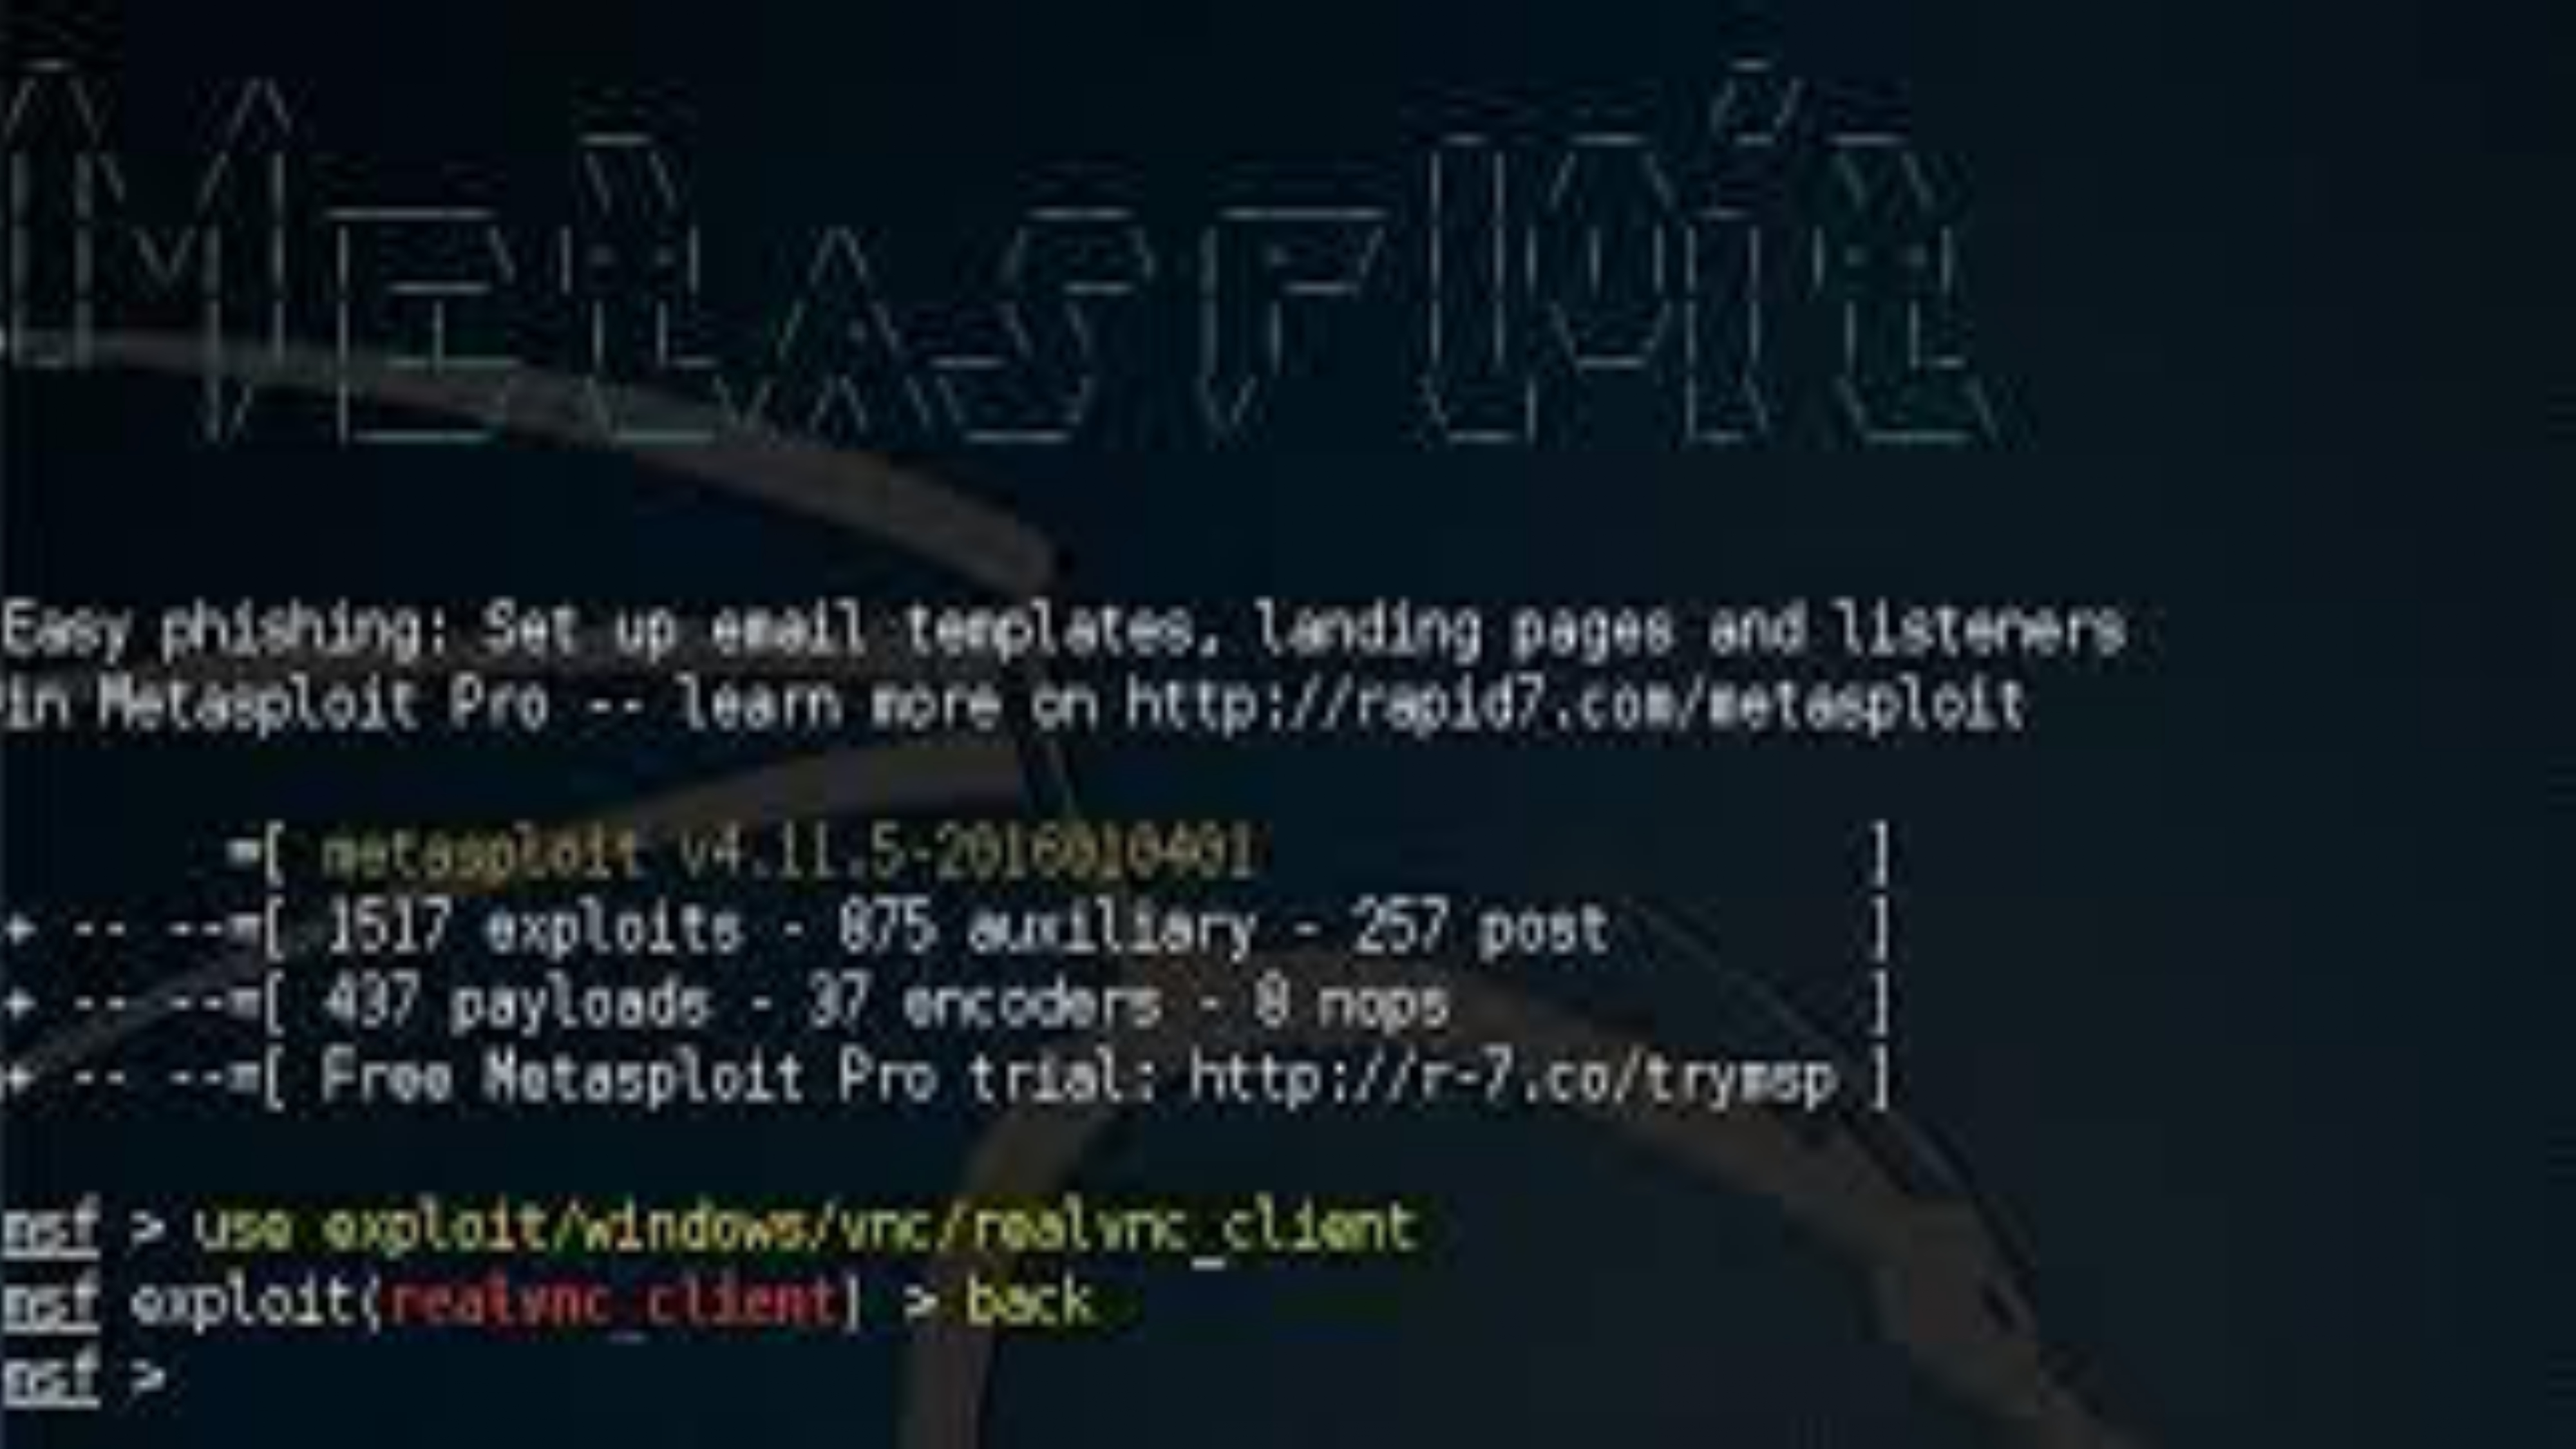 Metasploit
Easy phishing: Set up email templates, landing pages and listeners
in Metasploit Pro -- learn more on http://rapid7.com/metasploit
=[ metasploit v4.11.5-2016010401 ]
+ -- --=[ 1517 exploits - 875 auxiliary - 257 post ]
+ -- --=[ 437 payloads - 37 encoders - 8 nops ]
+ -- --=[ Free Metasploit Pro trial: http://r-7.co/trymsp ]
msf > use exploit/windows/vnc/realvnc_client
msf exploit(realvnc_client) > back
msf >